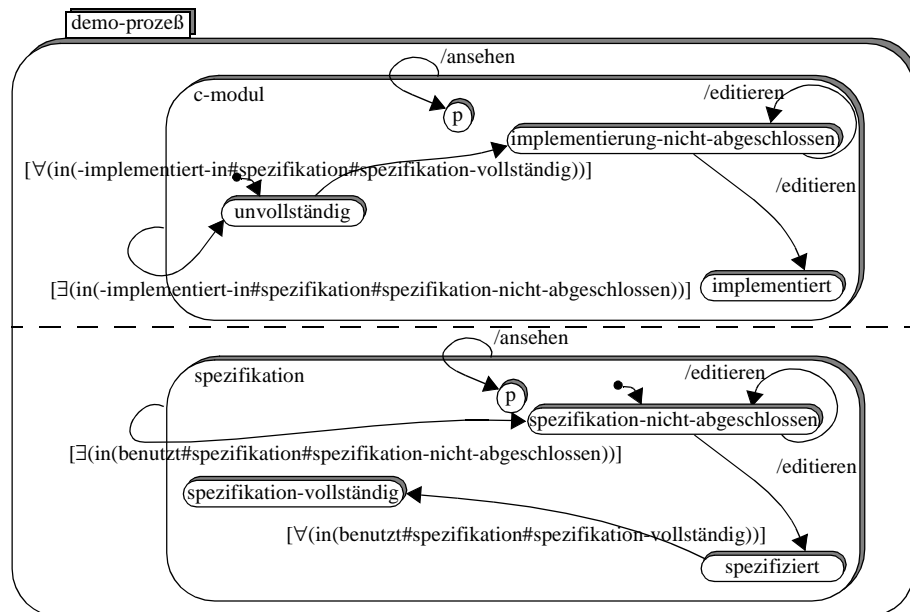 demo-prozeß
/ansehen
c-modul
/editieren
p
implementierung-nicht-abgeschlossen
[∀(in(-implementiert-in#spezifikation#spezifikation-vollständig))]
/editieren
unvollständig
[∃(in(-implementiert-in#spezifikation#spezifikation-nicht-abgeschlossen))]
implementiert
/ansehen
spezifikation
/editieren
p
spezifikation-nicht-abgeschlossen
[∃(in(benutzt#spezifikation#spezifikation-nicht-abgeschlossen))]
/editieren
spezifikation-vollständig
[∀(in(benutzt#spezifikation#spezifikation-vollständig))]
spezifiziert